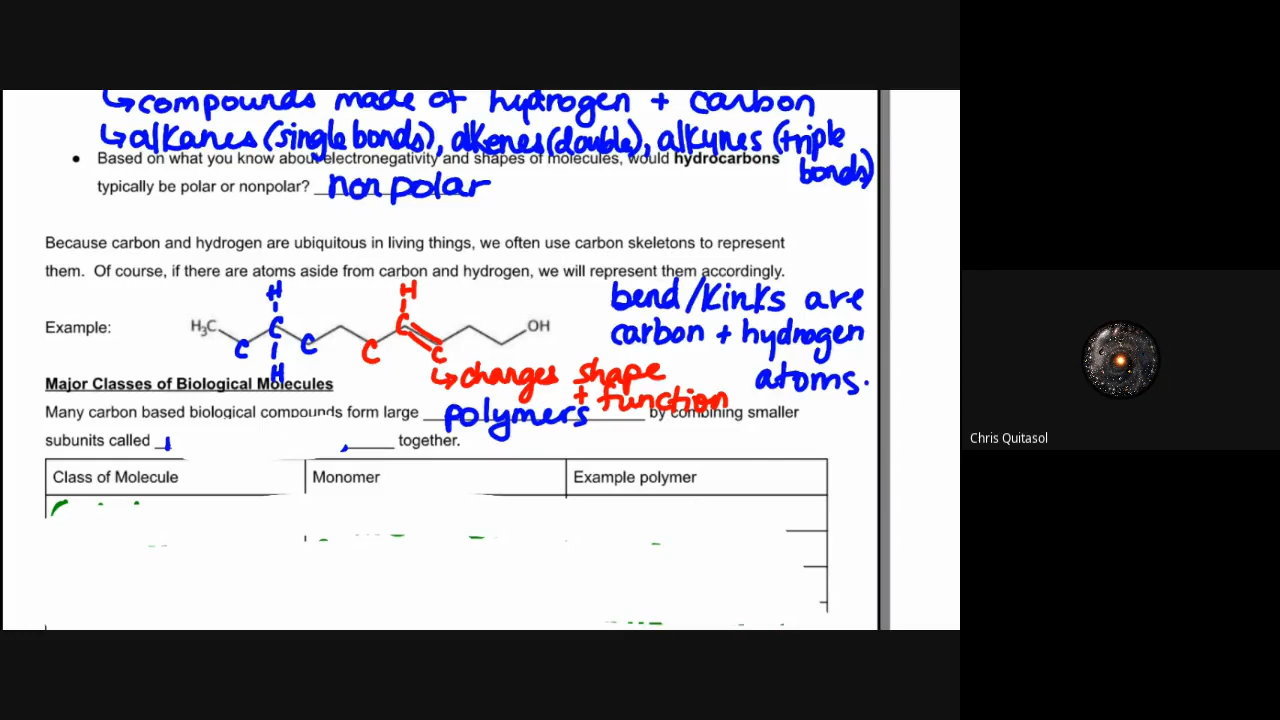 ↳compounds made of hydrogen + carbon
↳alkanes (single bonds), alkenes (double), alkynes (triple bonds)
• Based on what you know about electronegativity and shapes of molecules, would hydrocarbons
typically be polar or nonpolar? nonpolar
Because carbon and hydrogen are ubiquitous in living things, we often use carbon skeletons to represent
them. Of course, if there are atoms aside from carbon and hydrogen, we will represent them accordingly.
H H
bend/kinks are
Example: H₃C C C C C C C OH
carbon + hydrogen
H
atoms.
↳changes shape
+ function
Major Classes of Biological Molecules
Many carbon based biological compounds form large polymers by combining smaller
subunits called together.
Class of Molecule Monomer Example polymer
Chris Quitasol